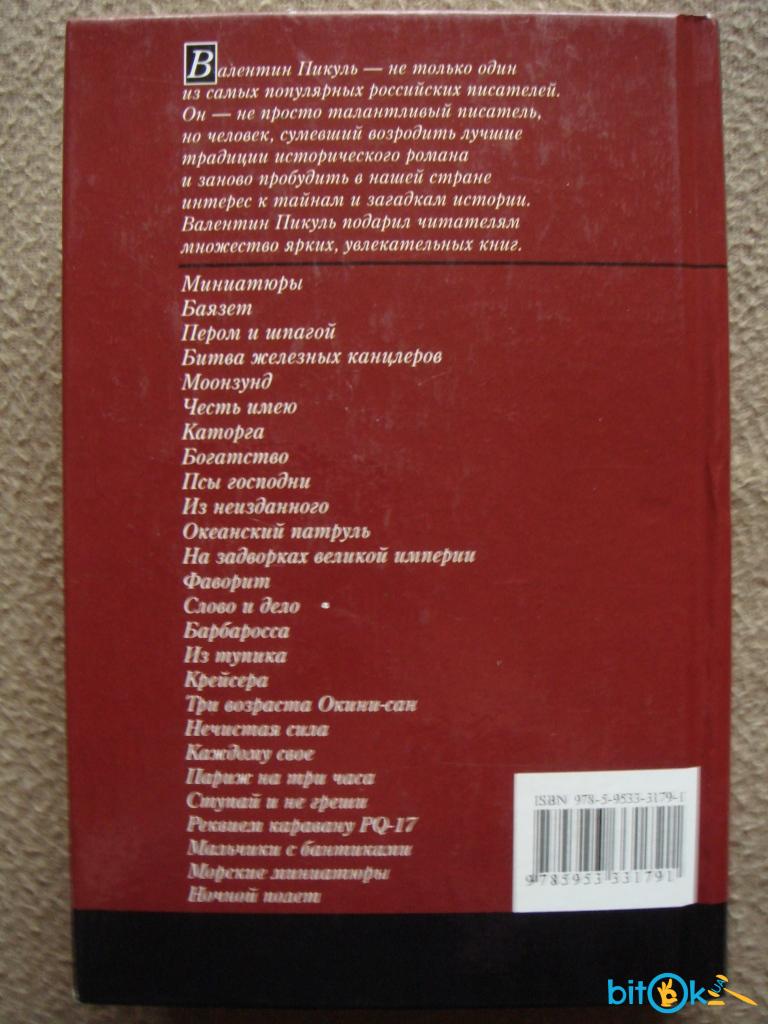 Валентин Пикуль — не только один
из самых популярных российских писателей.
Он — не просто талантливый писатель,
но человек, сумевший возродить лучшие
традиции исторического романа
и заново пробудить в нашей стране
интерес к тайнам и загадкам истории.
Валентин Пикуль подарил читателям
множество ярких, увлекательных книг.
Миниатюры
Баязет
Пером и шпагой
Битва железных канцлеров
Моонзунд
Честь имею
Каторга
Богатство
Псы господни
Из неизданного
Океанский патруль
На задворках великой империи
Фаворит
Слово и дело
Барбаросса
Из тупика
Крейсера
Три возраста Окини-сан
Нечистая сила
Каждому свое
Париж на три часа
Ступай и не греши
Реквием каравану PQ-17
Мальчики с бантиками
Морские миниатюры
Ночной полет
ISBN 978-5-9533-3179-1
9 785953 331791
bitOk UA